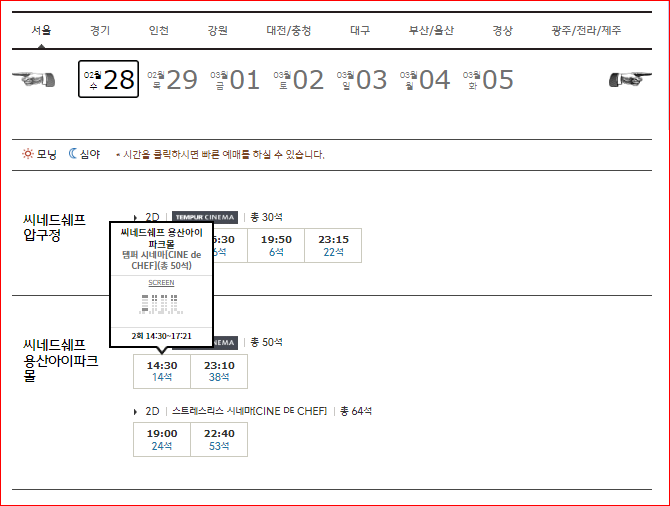 서울 경기 인천 강원 대전/충청 대구 부산/울산 경상 광주/전라/제주
02월 수 28 02월 목 29 03월 금 01 03월 토 02 03월 일 03 03월 월 04 03월 화 05
모닝 심야 * 시간을 클릭하시면 빠른 예매를 하실 수 있습니다.
씨네드쉐프
압구정
2D TEMPUR CINEMA 총 30석
:30 19:50 23:15
6석 22석
씨네드쉐프 용산아이
파크몰
템퍼 시네마[CINE de
CHEF](총 50석)
SCREEN
2회 14:30~17:21
씨네드쉐프
용산아이파크
몰
CINEMA 총 50석
14:30 23:10
14석 38석
2D 스트레스리스 시네마[CINE DE CHEF] 총 64석
19:00 22:40
24석 53석